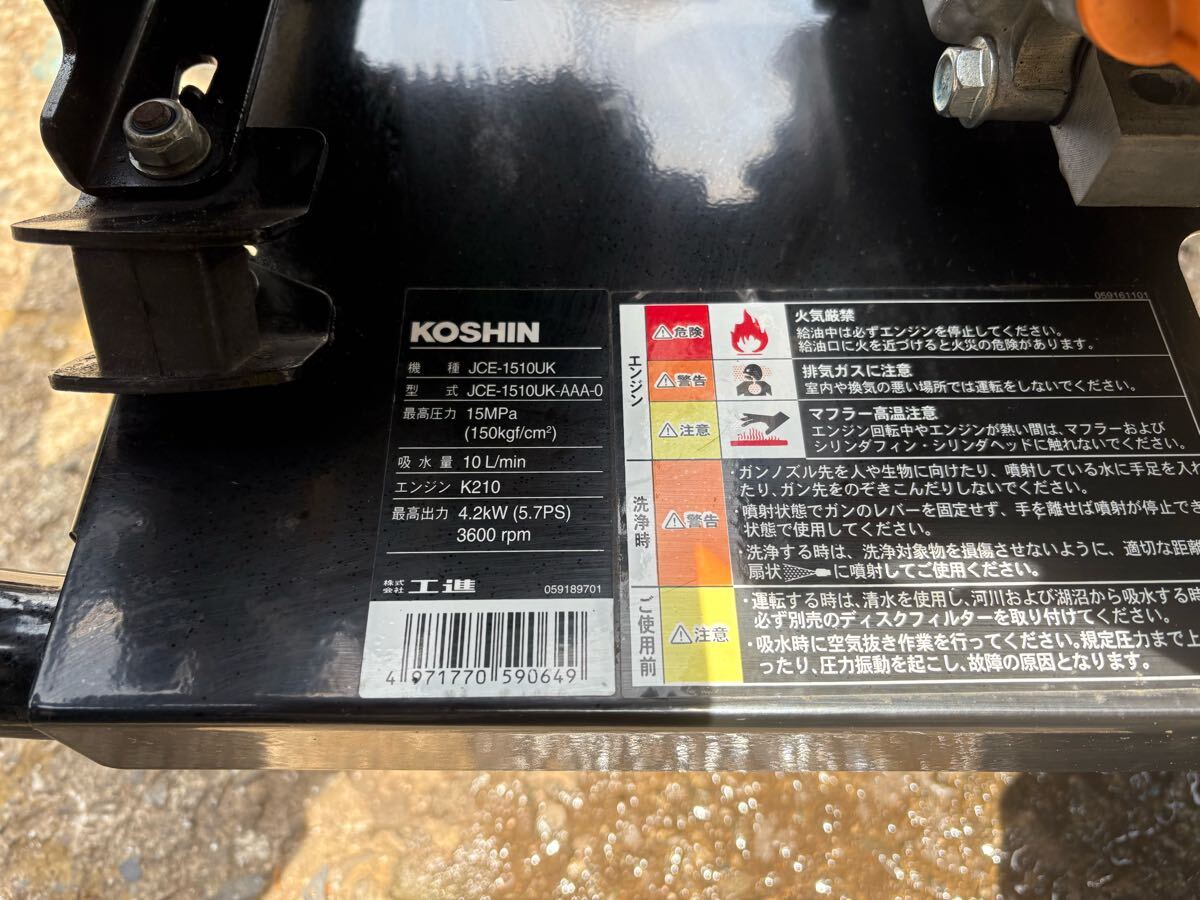 KOSHIN
機 種 JCE-1510UK
型 式 JCE-1510UK-AAA-0
最高圧力 15MPa
(150kgf/cm²)
吸水量 10 L/min
エンジン K210
最高出力 4.2kW (5.7PS)
3600 rpm
株式会社 工進 059189701
4 971770 590649
059161101
エンジン
危険
火気厳禁
給油中は必ずエンジンを停止してください。
給油口に火を近づけると火災の危険があります。
警告
排気ガスに注意
室内や換気の悪い場所では運転をしないでください。
注意
マフラー高温注意
エンジン回転中やエンジンが熱い間は、マフラーおよび
シリンダフィン・シリンダヘッドに触れないでください。
洗浄時
警告
・ガンノズル先を人や生物に向けたり、噴射している水に手足を入れ
たり、ガン先をのぞきこんだりしないでください。
・噴射状態でガンのレバーを固定せず、手を離せば噴射が停止でき
状態で使用してください。
・洗浄する時は、洗浄対象物を損傷させないように、適切な距離
扇状に噴射してご使用ください。
ご使用前
注意
・運転する時は、清水を使用し、河川および湖沼から吸水する時
必ず別売のディスクフィルターを取り付けてください。
・吸水時に空気抜き作業を行ってください。規定圧力まで上
ったり、圧力振動を起こし、故障の原因となります。